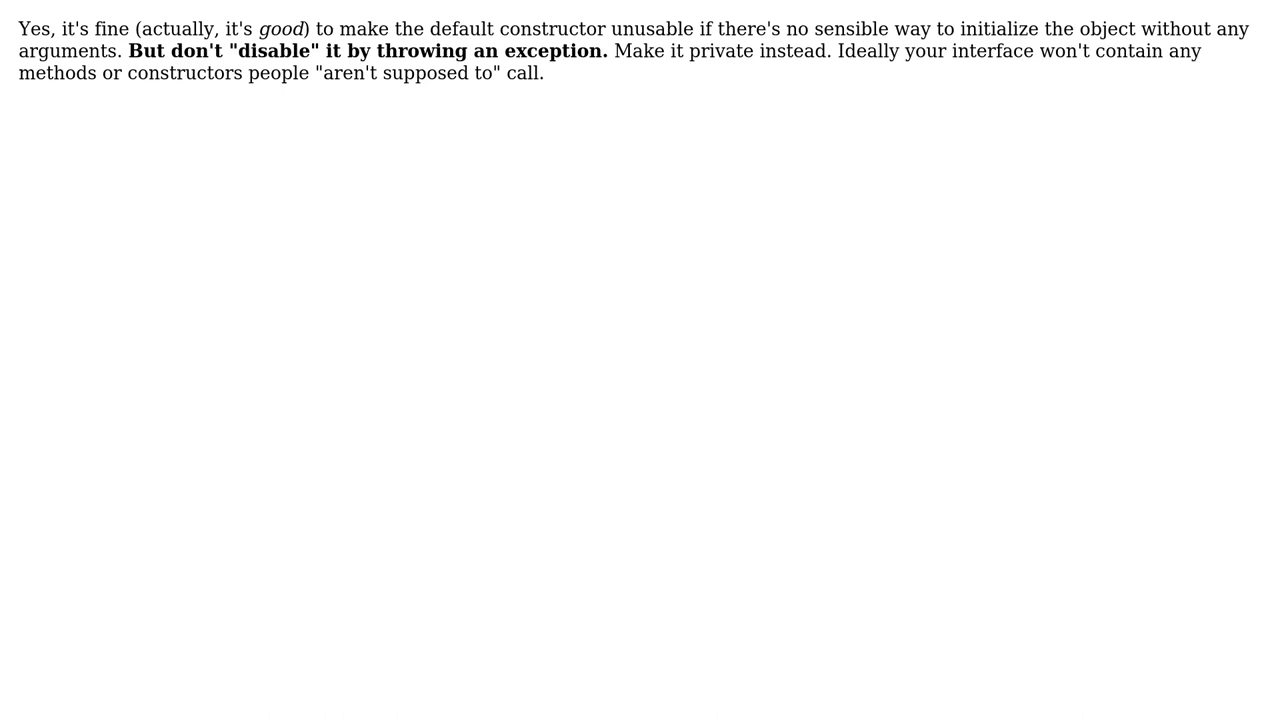 Yes, it's fine (actually, it's good) to make the default constructor unusable if there's no sensible way to initialize the object without any
arguments. But don't "disable" it by throwing an exception. Make it private instead. Ideally your interface won't contain any
methods or constructors people "aren't supposed to" call.